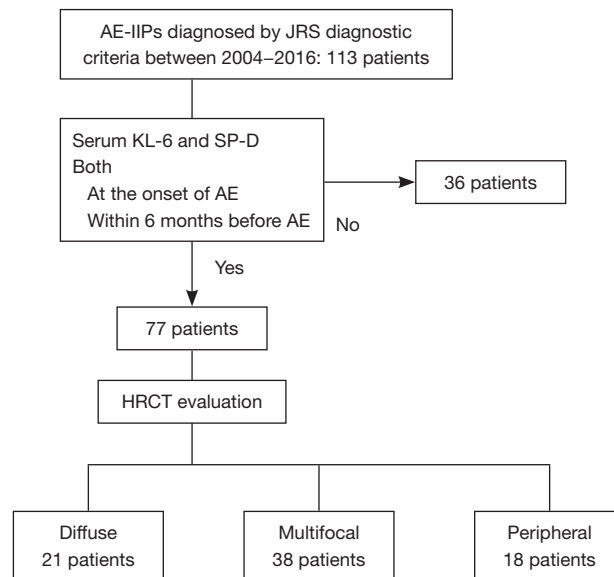 AE-IIPs diagnosed by JRS diagnostic
criteria between 2004–2016: 113 patients
Serum KL-6 and SP-D
Both
At the onset of AE
Within 6 months before AE
36 patients
No
Yes
77 patients
HRCT evaluation
Diffuse
21 patients
Multifocal
38 patients
Peripheral
18 patients